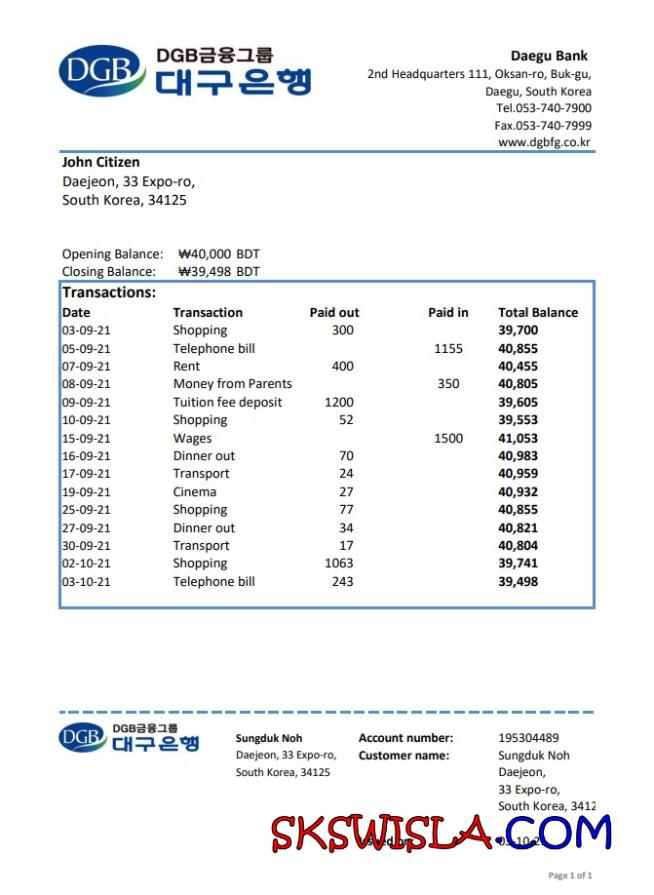 DGB
DGB금융그룹
대구은행
Daegu Bank
2nd Headquarters 111, Oksan-ro, Buk-gu,
Daegu, South Korea
Tel.053-740-7900
Fax.053-740-7999
www.dgbfg.co.kr
John Citizen
Daejeon, 33 Expo-ro,
South Korea, 34125
Opening Balance: ₩40,000 BDT
Closing Balance: ₩39,498 BDT
Transactions:
Date Transaction Paid out Paid in Total Balance
03-09-21 Shopping 300 39,700
05-09-21 Telephone bill 1155 40,855
07-09-21 Rent 400 40,455
08-09-21 Money from Parents 350 40,805
09-09-21 Tuition fee deposit 1200 39,605
10-09-21 Shopping 52 39,553
15-09-21 Wages 1500 41,053
16-09-21 Dinner out 70 40,983
17-09-21 Transport 24 40,959
19-09-21 Cinema 27 40,932
25-09-21 Shopping 77 40,855
27-09-21 Dinner out 34 40,821
30-09-21 Transport 17 40,804
02-10-21 Shopping 1063 39,741
03-10-21 Telephone bill 243 39,498
DGB
DGB금융그룹
대구은행
Sungduk Noh Account number: 195304489
Daejeon, 33 Expo-ro, Customer name: Sungduk Noh
South Korea, 34125 Daejeon,
33 Expo-ro,
South Korea, 3412
SKSWISLA.COM
Page 1 of 1